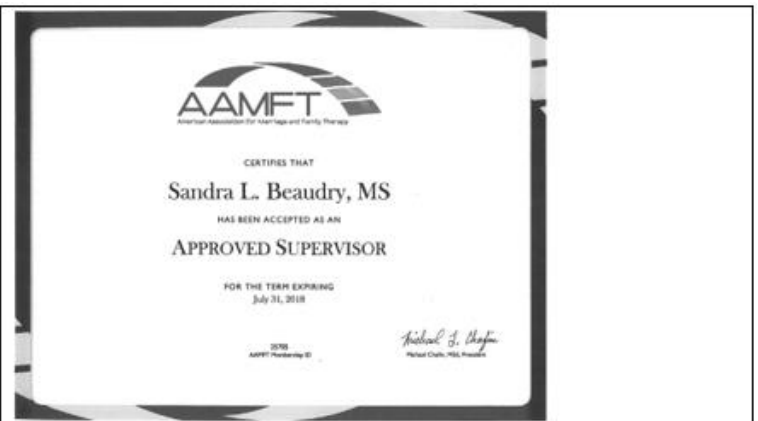 AAMFT
American Association for Marriage and Family Therapy
CERTIFIES THAT
Sandra L. Beaudry, MS
HAS BEEN ACCEPTED AS AN
APPROVED SUPERVISOR
FOR THE TERM EXPIRING
July 31, 2018
AAMFT Membership ID
Michael Chafin, President